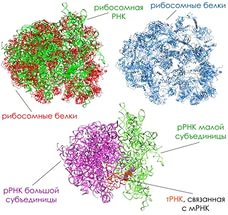 рибосомная
РНК
рибосомные белки
рибосомные белки
рРНК малой
субъединицы
рРНК большой
субъединицы
тРНК, связанная
с мРНК